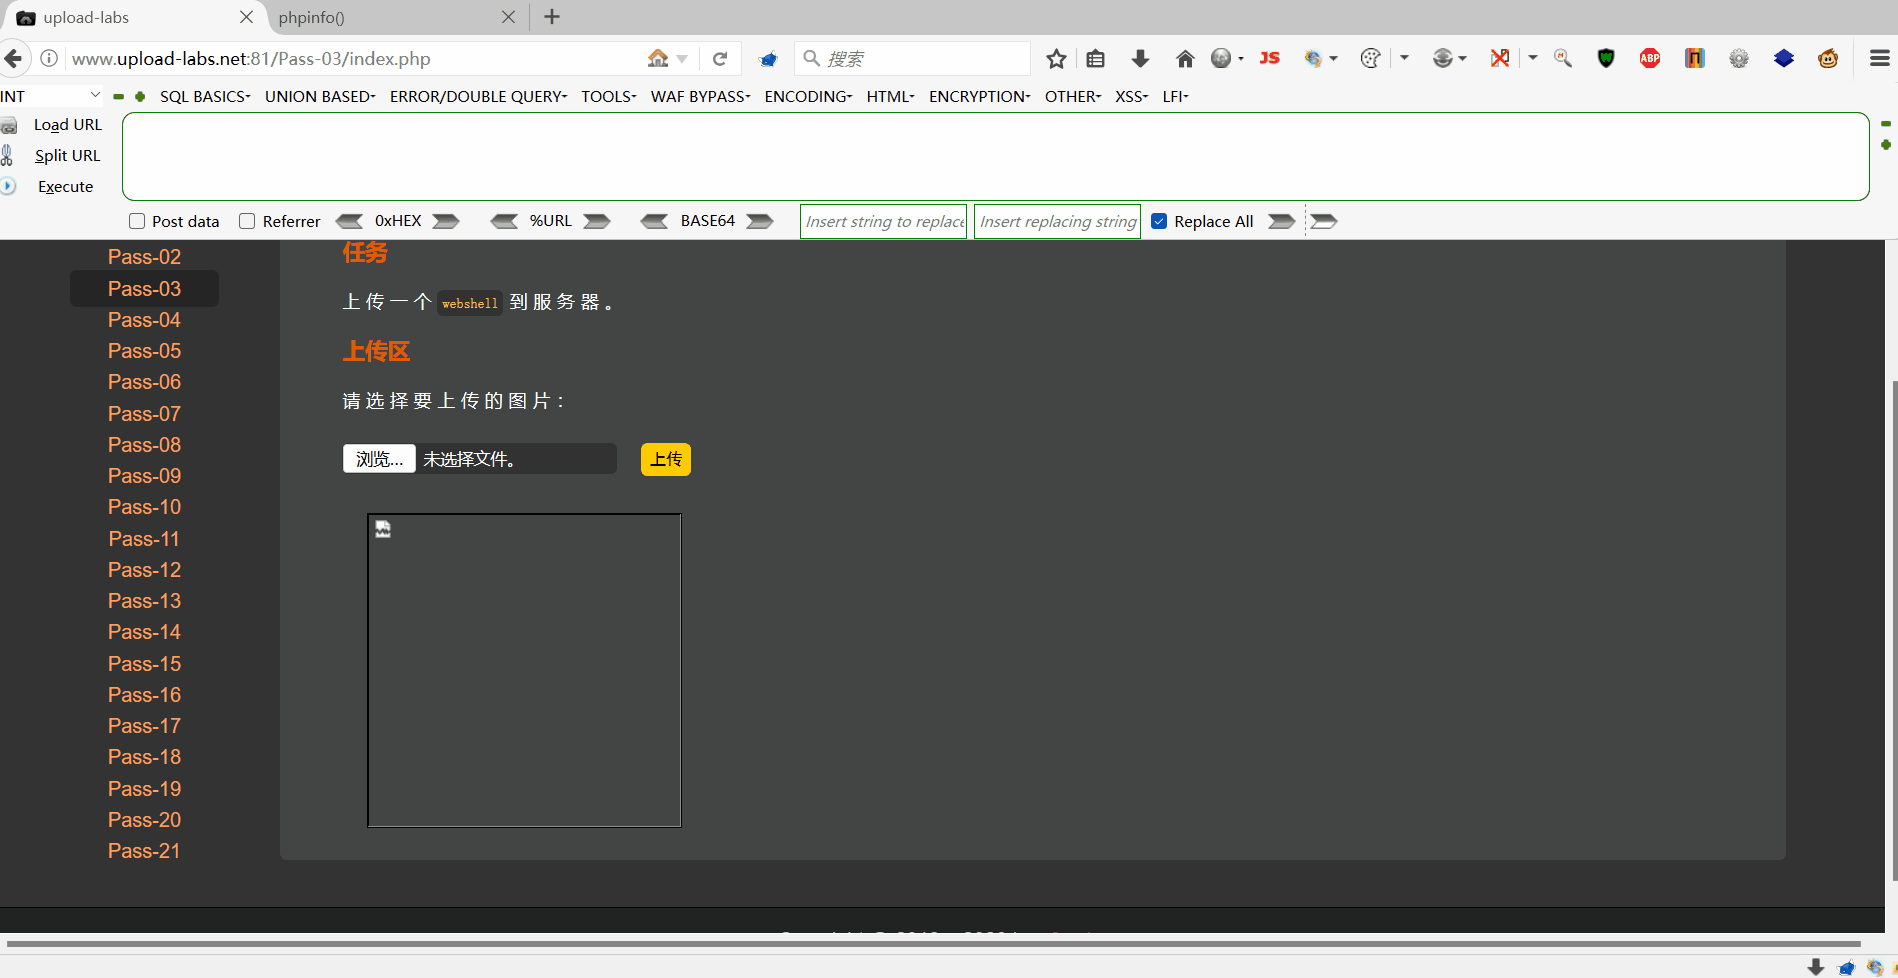 upload-labs
phpinfo()
www.upload-labs.net:81/Pass-03/index.php
搜索
JS
ABP
INT
SQL BASICS
UNION BASED
ERROR/DOUBLE QUERY
TOOLS
WAF BYPASS
ENCODING
HTML
ENCRYPTION
OTHER
XSS
LFI
Load URL
Split URL
Execute
Post data
Referrer
0xHEX
%URL
BASE64
Insert string to replace
Insert replacing string
Replace All
Pass-02
Pass-03
Pass-04
Pass-05
Pass-06
Pass-07
Pass-08
Pass-09
Pass-10
Pass-11
Pass-12
Pass-13
Pass-14
Pass-15
Pass-16
Pass-17
Pass-18
Pass-19
Pass-20
Pass-21
任务
上传一个 webshell 到服务器。
上传区
请选择要上传的图片：
浏览... 未选择文件。
上传